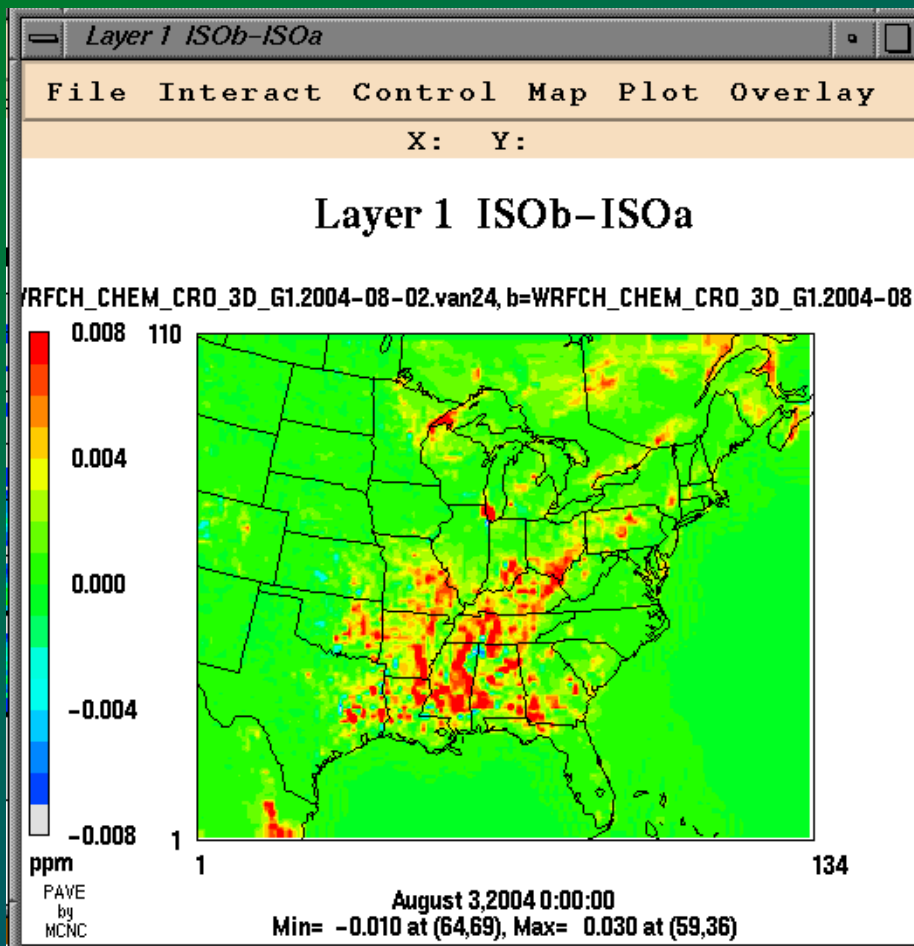 Layer 1 ISOb–ISOa
File Interact Control Map Plot Overlay
X: Y:
Layer 1 ISOb–ISOa
WRFCH_CHEM_CRO_3D_G1.2004–08–02.van24, b=WRFCH_CHEM_CRO_3D_G1.2004–08
0.008
110
0.004
0.000
–0.004
–0.008
1
ppm
1
134
PAVE
by
MCNC
August 3,2004 0:00:00
Min= –0.010 at (64,69), Max= 0.030 at (59,36)